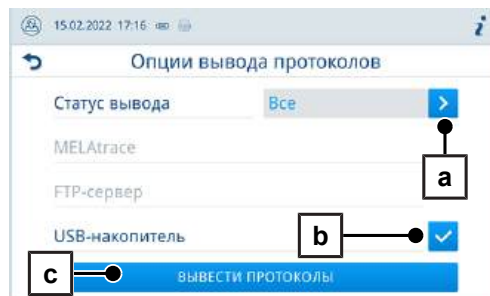 15.02.2022 17:16
i
Опции вывода протоколов
Статус вывода Все
a
MELAtrace
FTP-сервер
USB-накопитель b
c ВЫВЕСТИ ПРОТОКОЛЫ